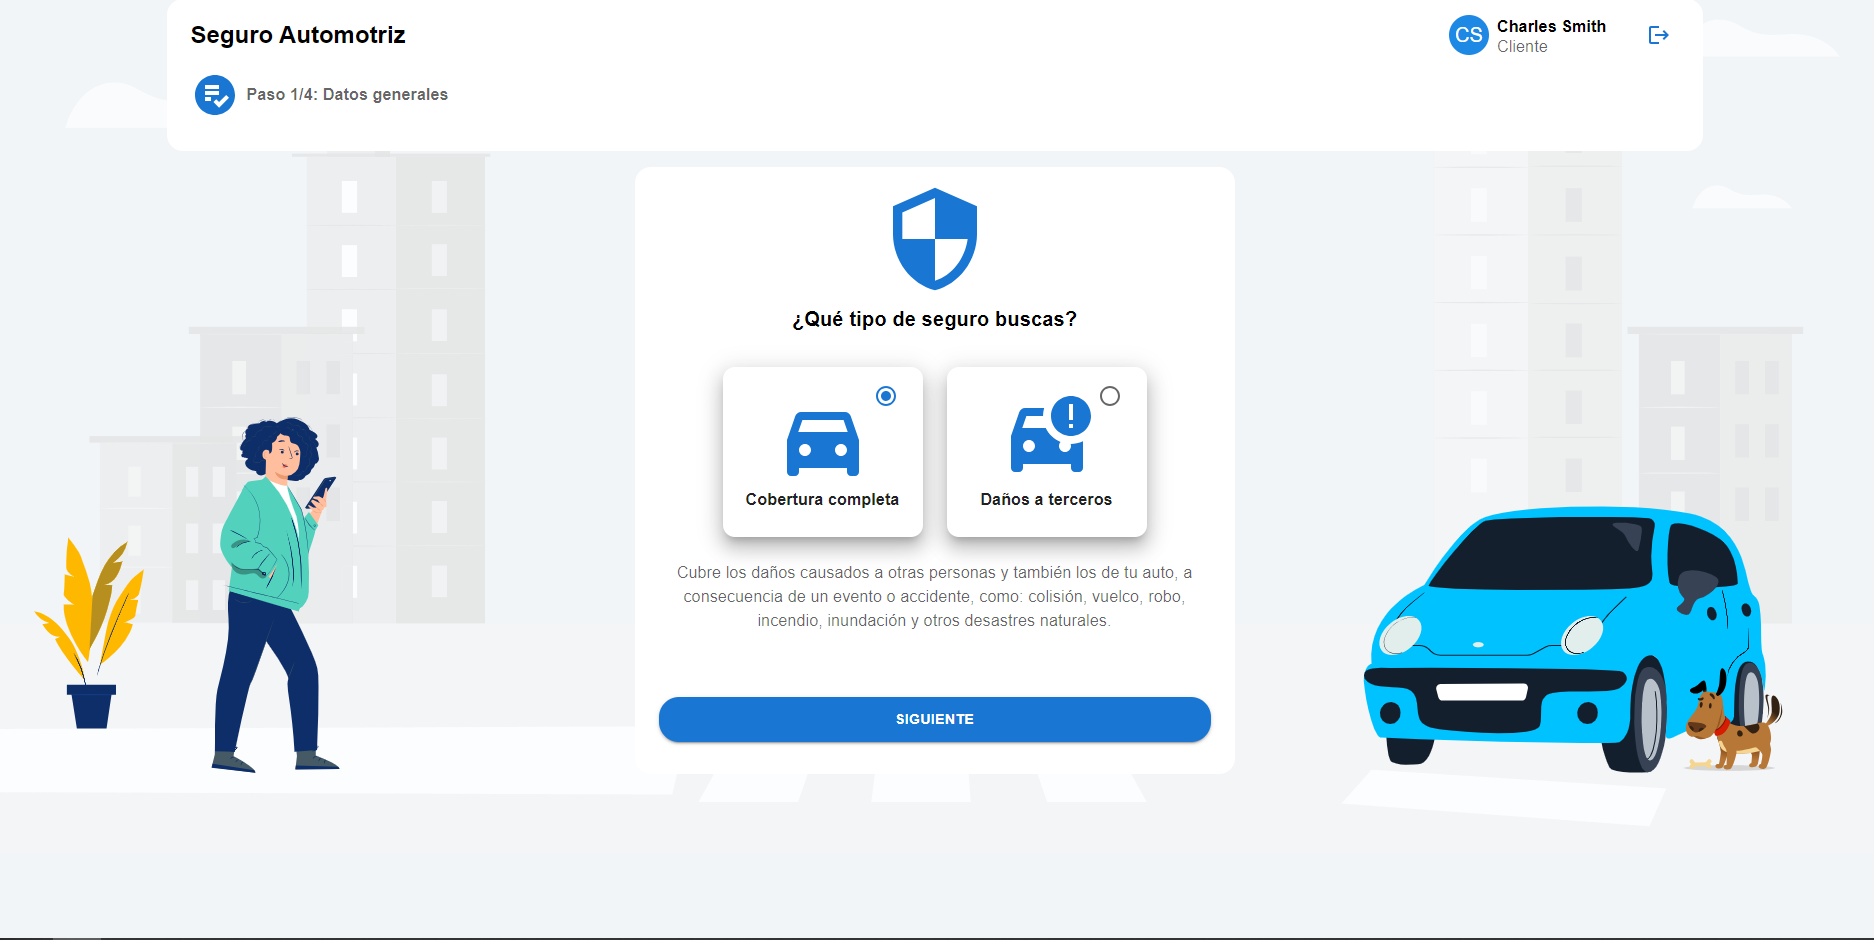 Seguro Automotriz
CS
Charles Smith
Cliente
Paso 1/4: Datos generales
¿Qué tipo de seguro buscas?
Cobertura completa
Daños a terceros
Cubre los daños causados a otras personas y también los de tu auto, a
consecuencia de un evento o accidente, como: colisión, vuelco, robo,
incendio, inundación y otros desastres naturales.
SIGUIENTE